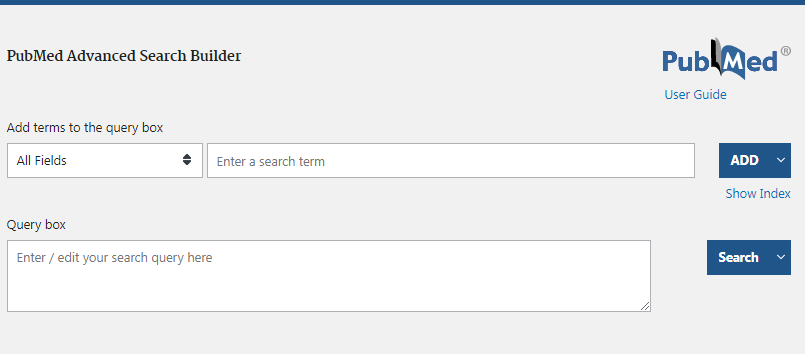 PubMed Advanced Search Builder
PubMed®
User Guide
Add terms to the query box
All Fields
Enter a search term
ADD
Show Index
Query box
Enter / edit your search query here
Search